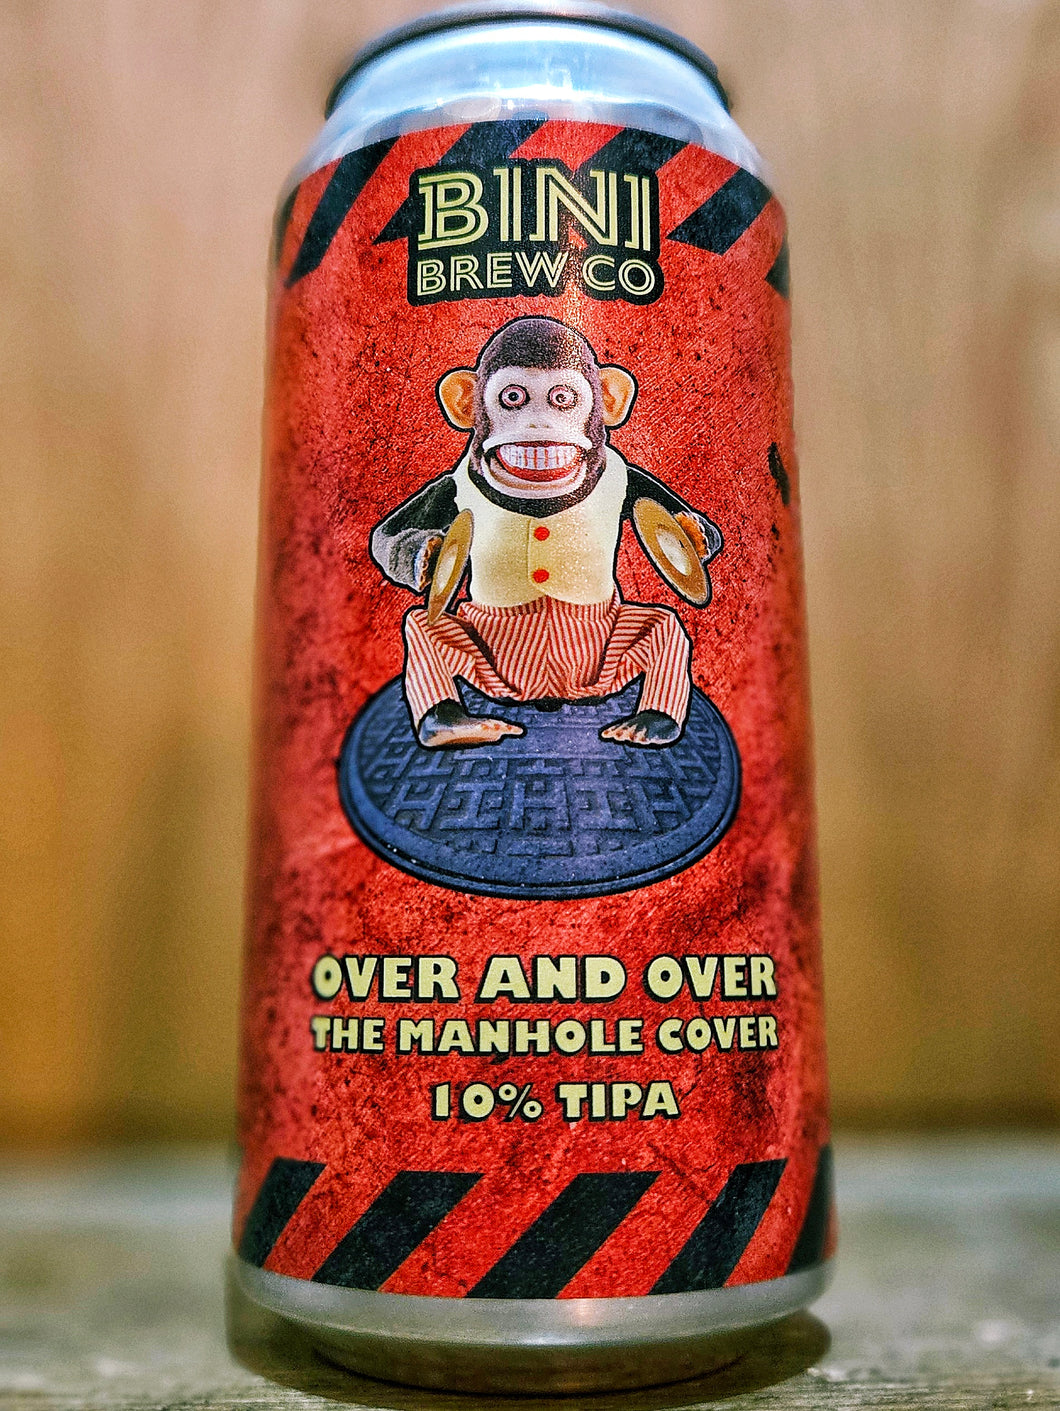 BINI
BREW CO
OVER AND OVER
THE MANHOLE COVER
10% TIPA